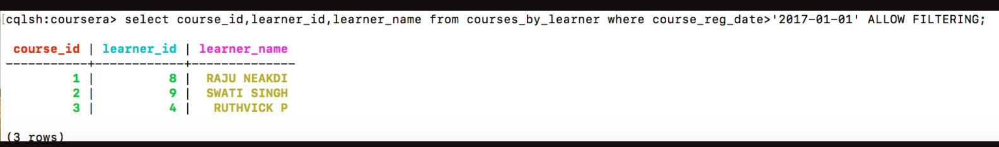 [cqlsh:coursera> select course_id,learner_id,learner_name from courses_by_learner where course_reg_date>'2017-01-01' ALLOW FILTERING;
course_id | learner_id | learner_name
-----------+------------+--------------
1 | 8 | RAJU NEAKDI
2 | 9 | SWATI SINGH
3 | 4 | RUTHVICK P
(3 rows)